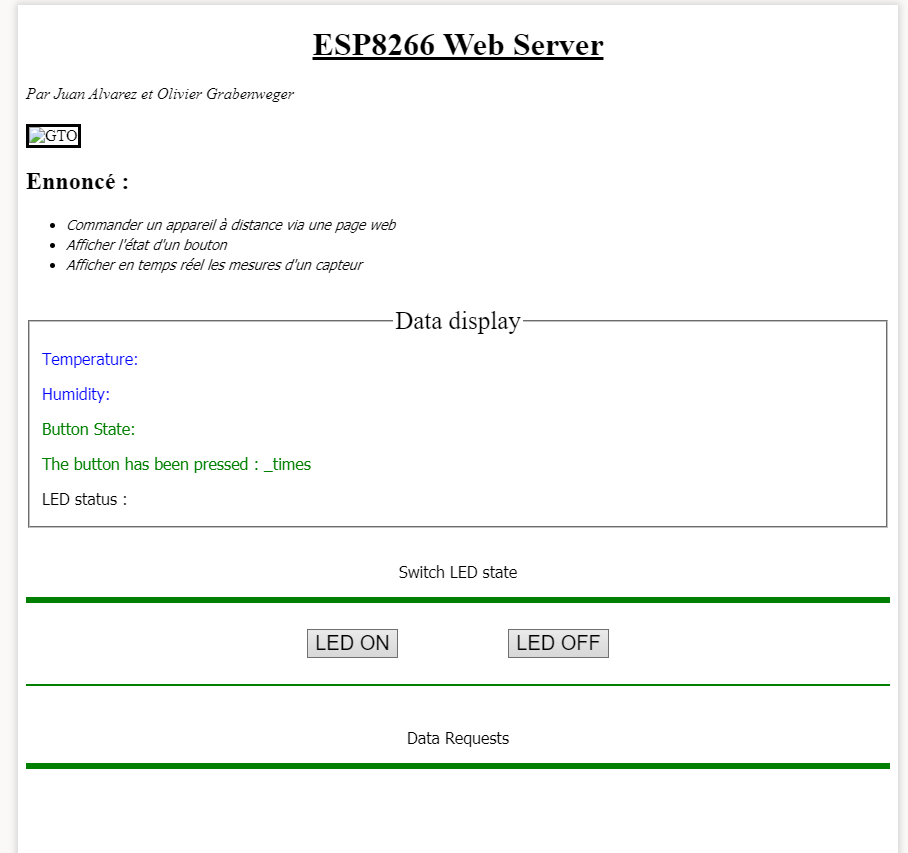 ESP8266 Web Server
Par Juan Alvarez et Olivier Grabenweger
GTO
Ennoncé :
Commander un appareil à distance via une page web
Afficher l'état d'un bouton
Afficher en temps réel les mesures d'un capteur
Data display
Temperature:
Humidity:
Button State:
The button has been pressed : _times
LED status :
Switch LED state
LED ON LED OFF
Data Requests